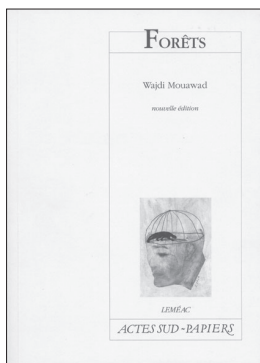 FORÊTS
Wajdi Mouawad
nouvelle édition
LEMÉAC
ACTES SUD - PAPIERS